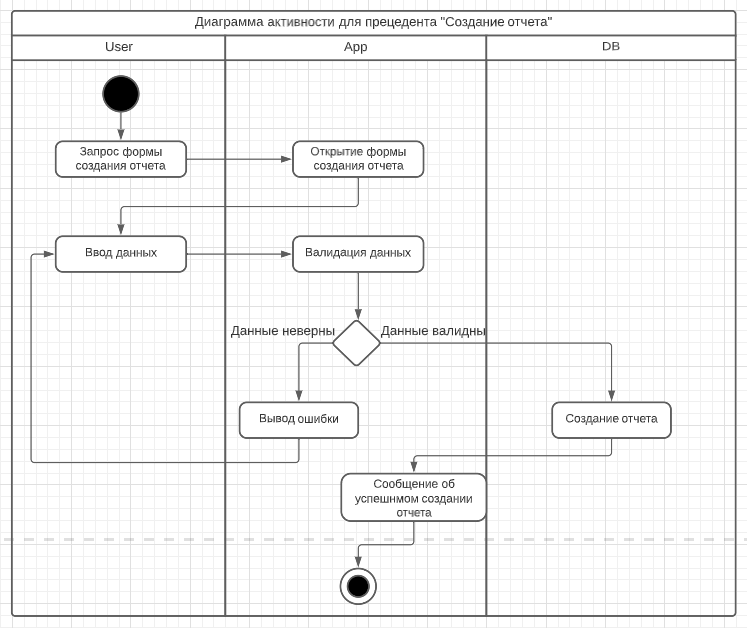 Диаграмма активности для прецедента "Создание отчета"
User
App
DB
Запрос формы
создания отчета
Открытие формы
создания отчета
Ввод данных
Валидация данных
Данные неверны
Данные валидны
Вывод ошибки
Создание отчета
Сообщение об
успешнмом создании
отчета